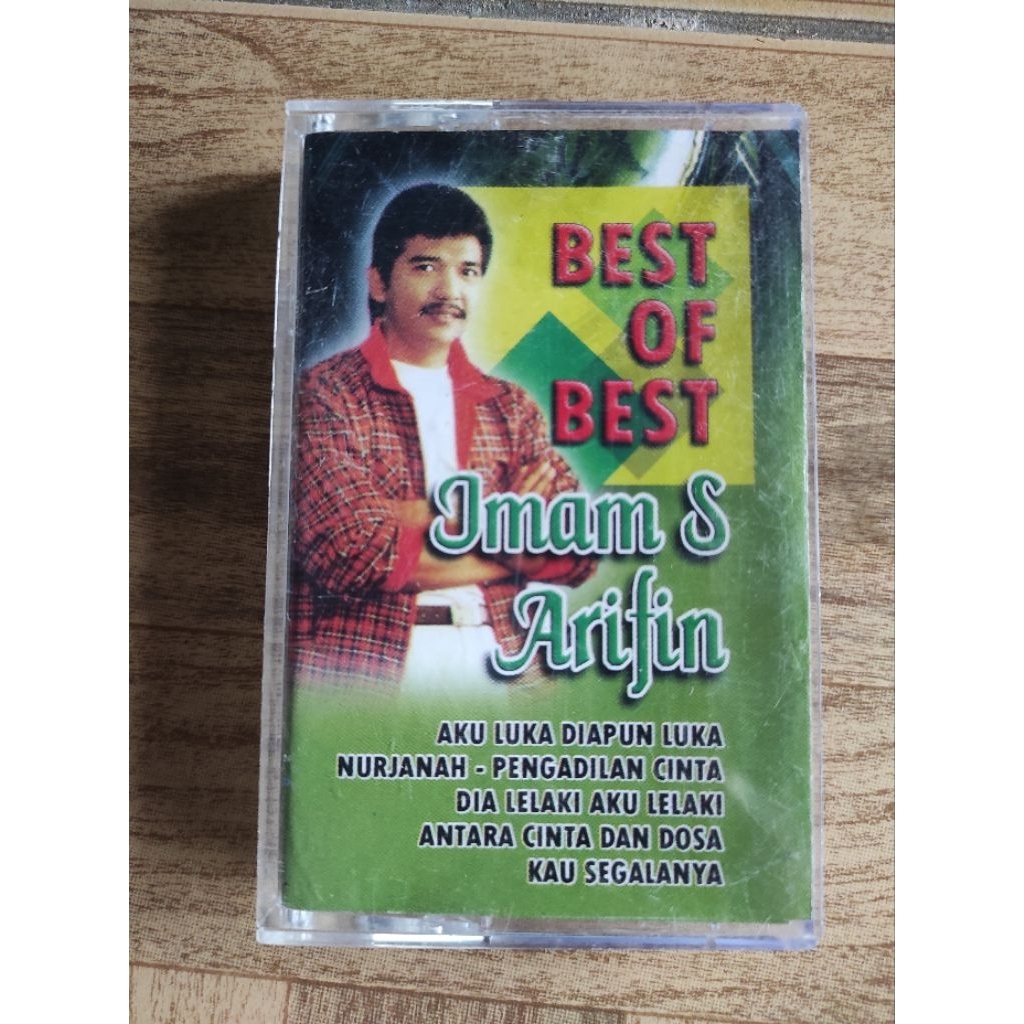 BEST
OF
BEST
Imam S
Arifin
AKU LUKA DIAPUN LUKA
NURJANAH - PENGADILAN CINTA
DIA LELAKI AKU LELAKI
ANTARA CINTA DAN DOSA
KAU SEGALANYA